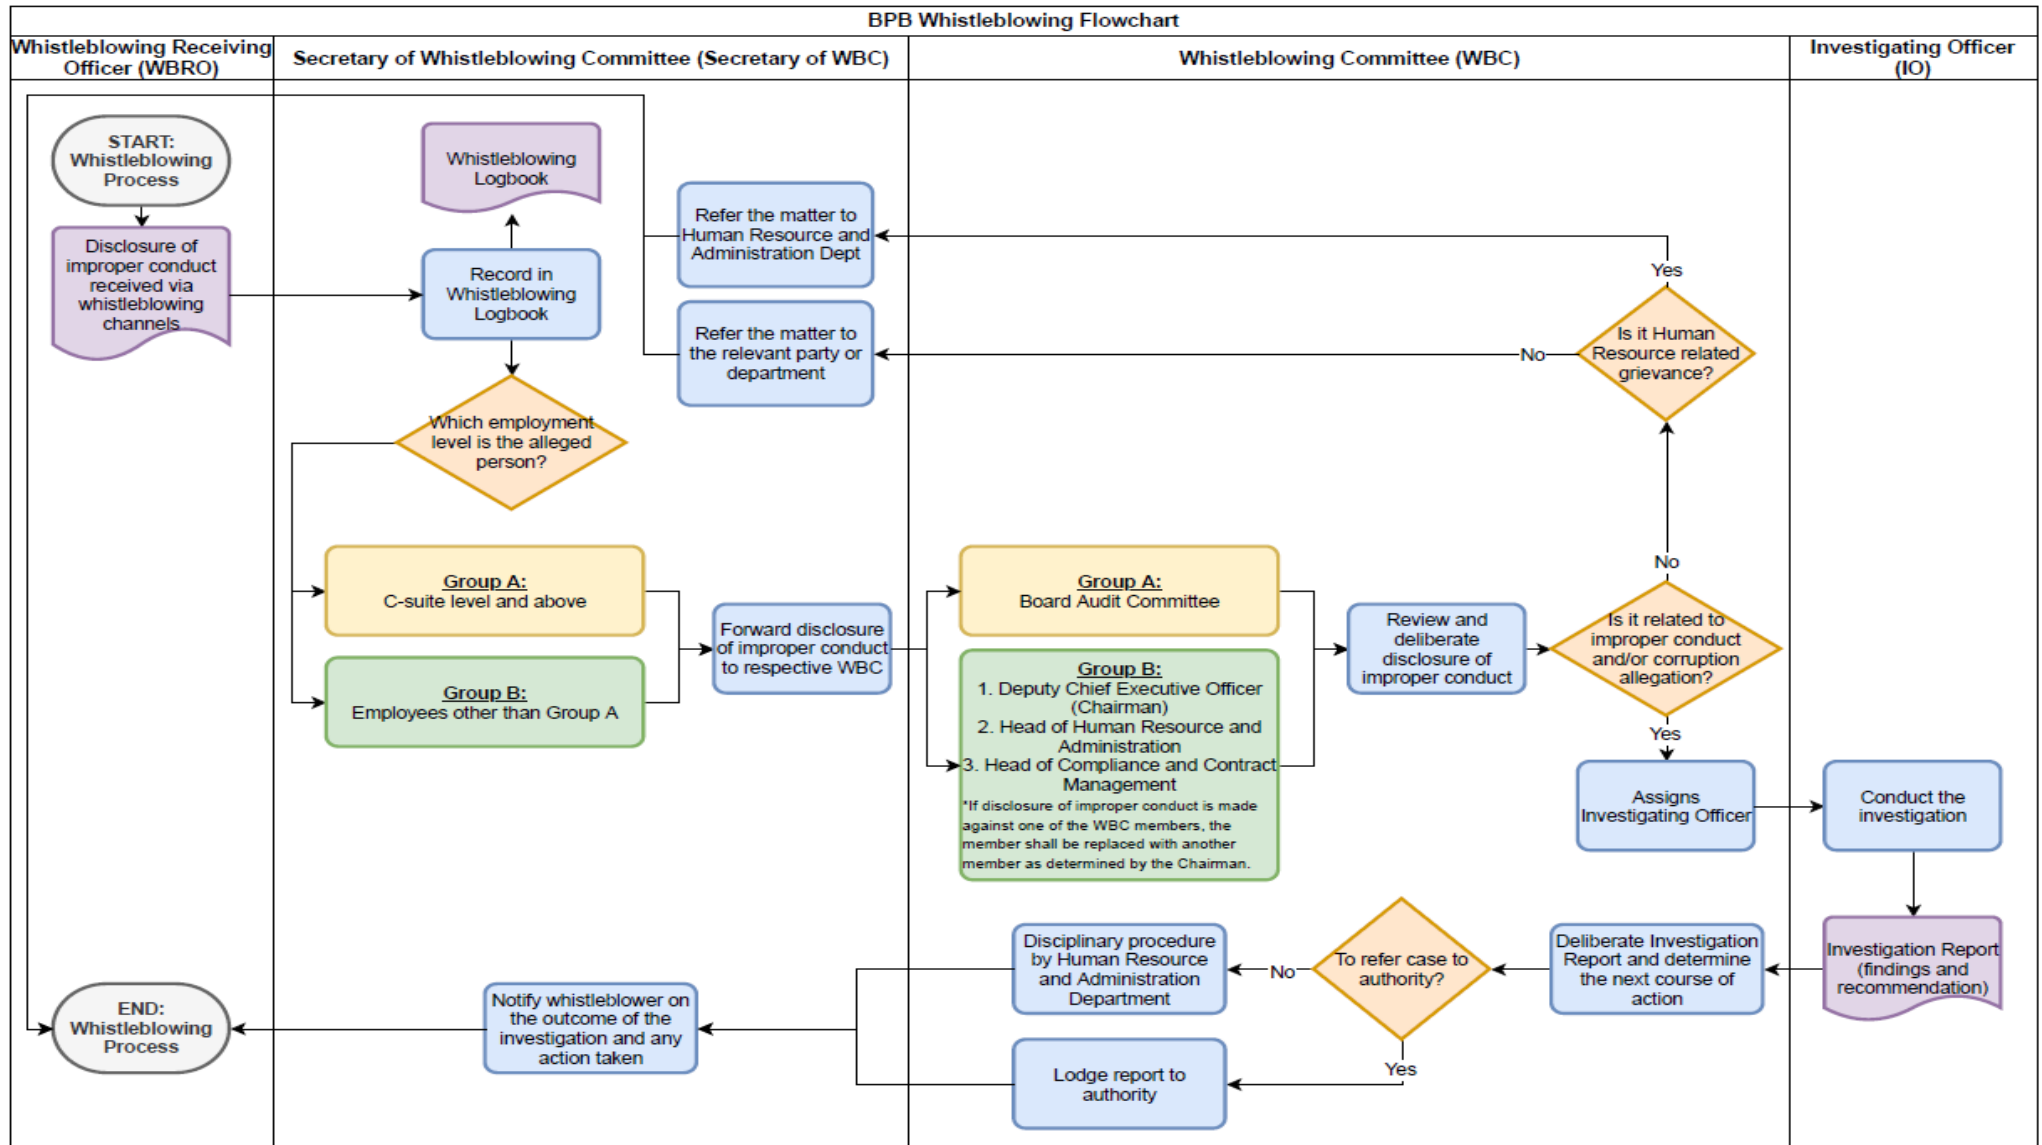 BPB Whistleblowing Flowchart
Whistleblowing Receiving
Officer (WBRO)
Secretary of Whistleblowing Committee (Secretary of WBC)
Whistleblowing Committee (WBC)
Investigating Officer
(IO)
START:
Whistleblowing
Process
Disclosure of
improper conduct
received via
whistleblowing
channels
Whistleblowing
Logbook
Record in
Whistleblowing
Logbook
Which employment
level is the alleged
person?
Refer the matter to
Human Resource and
Administration Dept
Refer the matter to
the relevant party or
department
Yes
Is it Human
Resource related
grievance?
No
No
Group A:
C-suite level and above
Group B:
Employees other than Group A
Forward disclosure
of improper conduct
to respective WBC
Group A:
Board Audit Committee
Group B:
1. Deputy Chief Executive Officer
(Chairman)
2. Head of Human Resource and
Administration
3. Head of Compliance and Contract
Management
*If disclosure of improper conduct is made
against one of the WBC members, the
member shall be replaced with another
member as determined by the Chairman.
Review and
deliberate
disclosure of
improper conduct
Is it related to
improper conduct
and/or corruption
allegation?
Yes
Assigns
Investigating Officer
Conduct the
investigation
Investigation Report
(findings and
recommendation)
Deliberate Investigation
Report and determine
the next course of
action
To refer case to
authority?
No
Disciplinary procedure
by Human Resource
and Administration
Department
Yes
Lodge report to
authority
Notify whistleblower on
the outcome of the
investigation and any
action taken
END:
Whistleblowing
Process